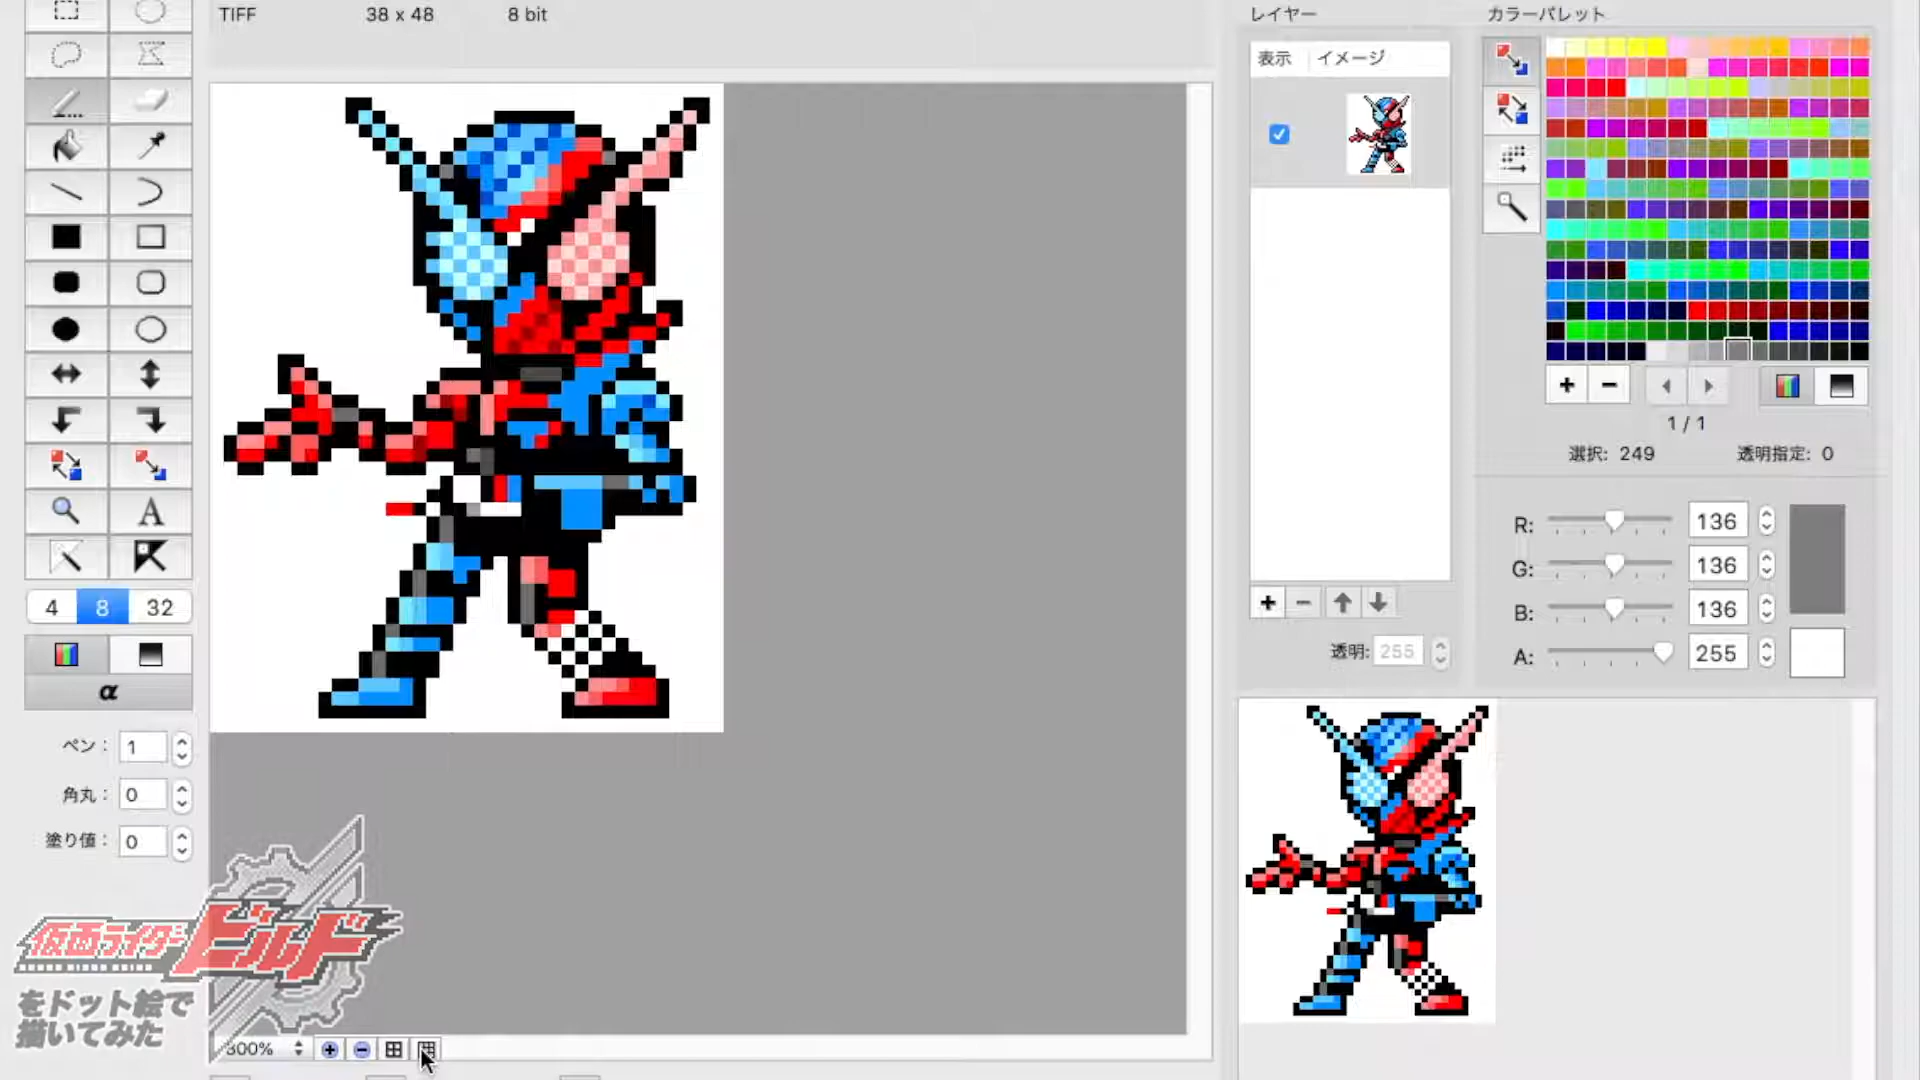 TIFF 38 x 48 8 bit
レイヤー
カラーパレット
表示 イメージ
1 / 1
選択: 249 透明指定: 0
R: 136
G: 136
B: 136
A: 255
透明: 255
A
4 8 32
α
ペン: 1
角丸: 0
塗り値: 0
仮面ライダー
ビルド
をドット絵で
描いてみた
800%